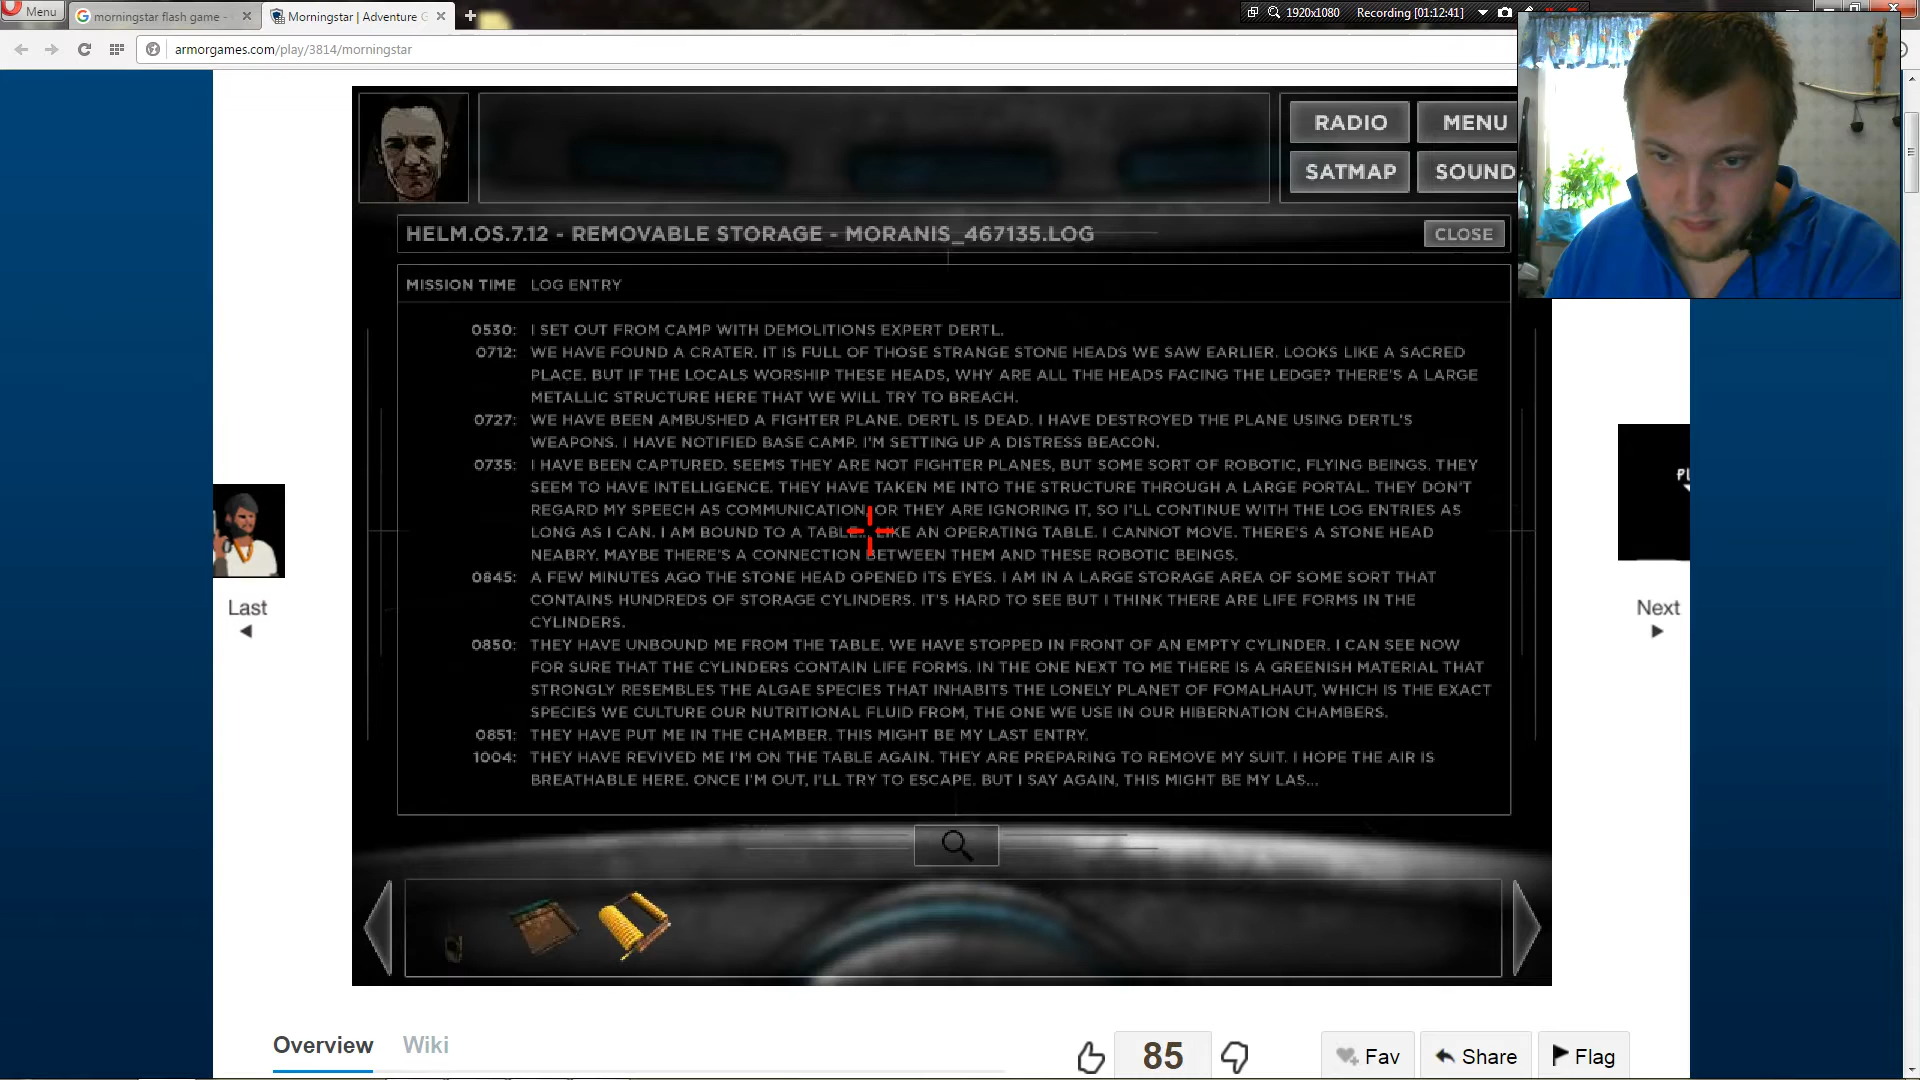 Menu
morningstar flash game -
Morningstar | Adventure G
1920x1080
Recording [01:12:41]
armorgames.com/play/3814/morningstar
RADIO
MENU
SATMAP
SOUND
HELM.OS.7.12 - REMOVABLE STORAGE - MORANIS_467135.LOG
CLOSE
MISSION TIME LOG ENTRY
0530: I SET OUT FROM CAMP WITH DEMOLITIONS EXPERT DERTL.
0712: WE HAVE FOUND A CRATER. IT IS FULL OF THOSE STRANGE STONE HEADS WE SAW EARLIER. LOOKS LIKE A SACRED
PLACE. BUT IF THE LOCALS WORSHIP THESE HEADS, WHY ARE ALL THE HEADS FACING THE LEDGE? THERE'S A LARGE
METALLIC STRUCTURE HERE THAT WE WILL TRY TO BREACH.
0727: WE HAVE BEEN AMBUSHED A FIGHTER PLANE. DERTL IS DEAD. I HAVE DESTROYED THE PLANE USING DERTL'S
WEAPONS. I HAVE NOTIFIED BASE CAMP. I'M SETTING UP A DISTRESS BEACON.
0735: I HAVE BEEN CAPTURED. SEEMS THEY ARE NOT FIGHTER PLANES, BUT SOME SORT OF ROBOTIC, FLYING BEINGS. THEY
SEEM TO HAVE INTELLIGENCE. THEY HAVE TAKEN ME INTO THE STRUCTURE THROUGH A LARGE PORTAL. THEY DON'T
REGARD MY SPEECH AS COMMUNICATION, OR THEY ARE IGNORING IT, SO I'LL CONTINUE WITH THE LOG ENTRIES AS
LONG AS I CAN. I AM BOUND TO A TABLE... LIKE AN OPERATING TABLE. I CANNOT MOVE. THERE'S A STONE HEAD
NEABRY. MAYBE THERE'S A CONNECTION BETWEEN THEM AND THESE ROBOTIC BEINGS.
0845: A FEW MINUTES AGO THE STONE HEAD OPENED ITS EYES. I AM IN A LARGE STORAGE AREA OF SOME SORT THAT
CONTAINS HUNDREDS OF STORAGE CYLINDERS. IT'S HARD TO SEE BUT I THINK THERE ARE LIFE FORMS IN THE
CYLINDERS.
0850: THEY HAVE UNBOUND ME FROM THE TABLE. WE HAVE STOPPED IN FRONT OF AN EMPTY CYLINDER. I CAN SEE NOW
FOR SURE THAT THE CYLINDERS CONTAIN LIFE FORMS. IN THE ONE NEXT TO ME THERE IS A GREENISH MATERIAL THAT
STRONGLY RESEMBLES THE ALGAE SPECIES THAT INHABITS THE LONELY PLANET OF FOMALHAUT, WHICH IS THE EXACT
SPECIES WE CULTURE OUR NUTRITIONAL FLUID FROM, THE ONE WE USE IN OUR HIBERNATION CHAMBERS.
0851: THEY HAVE PUT ME IN THE CHAMBER. THIS MIGHT BE MY LAST ENTRY.
1004: THEY HAVE REVIVED ME I'M ON THE TABLE AGAIN. THEY ARE PREPARING TO REMOVE MY SUIT. I HOPE THE AIR IS
BREATHABLE HERE. ONCE I'M OUT, I'LL TRY TO ESCAPE. BUT I SAY AGAIN, THIS MIGHT BE MY LAS...
Last
Next
Overview
Wiki
85
Fav
Share
Flag